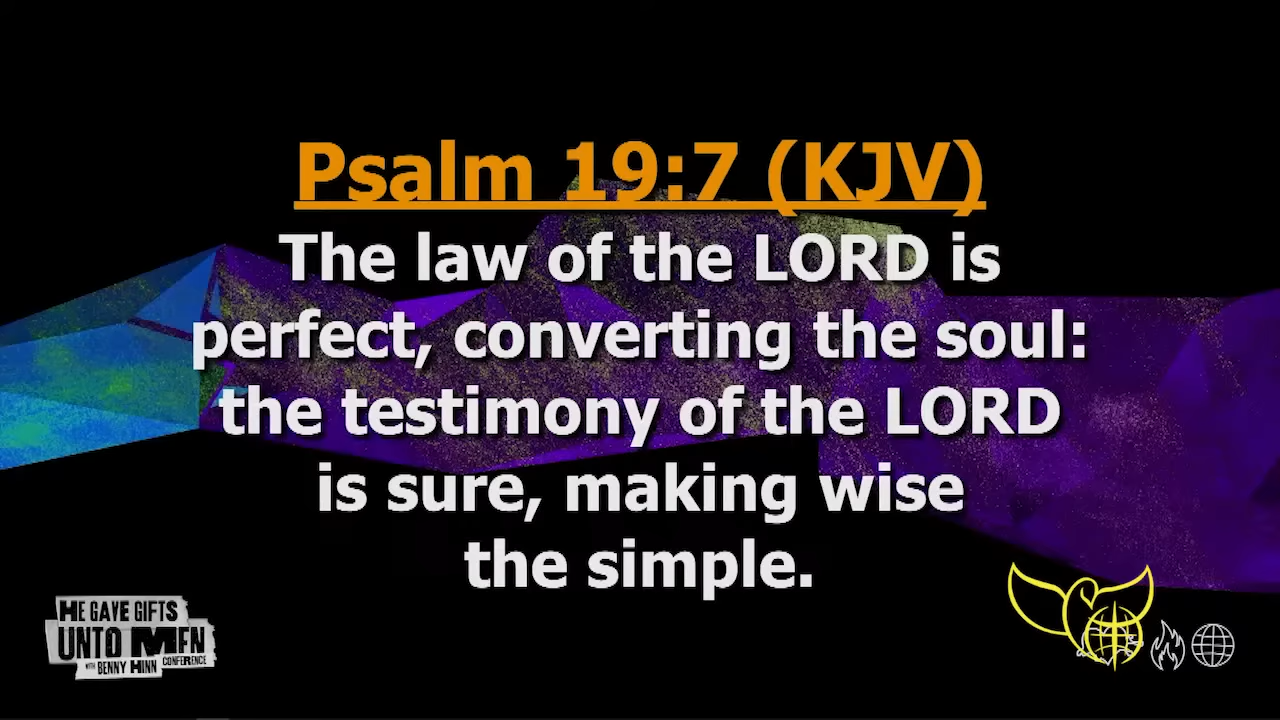 Psalm 19:7 (KJV)
The law of the LORD is
perfect, converting the soul:
the testimony of the LORD
is sure, making wise
the simple.
HE GAVE GIFTS
UNTO MEN
WITH BENNY HINN CONFERENCE